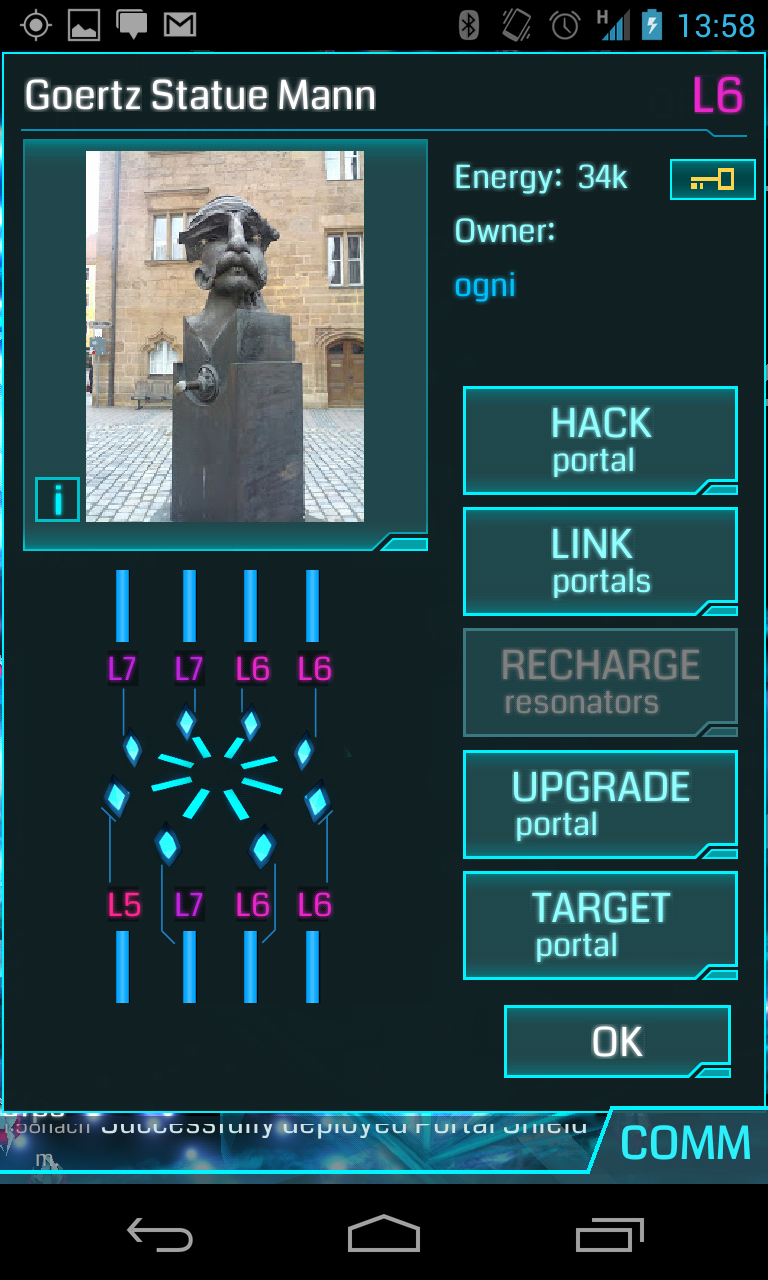 H
13:58
Goertz Statue Mann
L6
Energy: 34k
Owner:
ogni
i
HACK
portal
LINK
portals
RECHARGE
resonators
UPGRADE
portal
TARGET
portal
L7 L7 L6 L6
L5 L7 L6 L6
OK
Successfully deployed Portal Shield
COMM